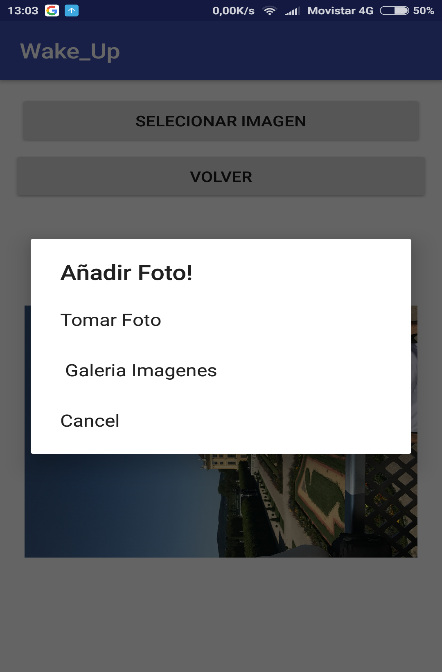 13:03 G 0,00K/s Movistar 4G 50%
Wake_Up
SELECIONAR IMAGEN
VOLVER
Añadir Foto!
Tomar Foto
Galeria Imagenes
Cancel